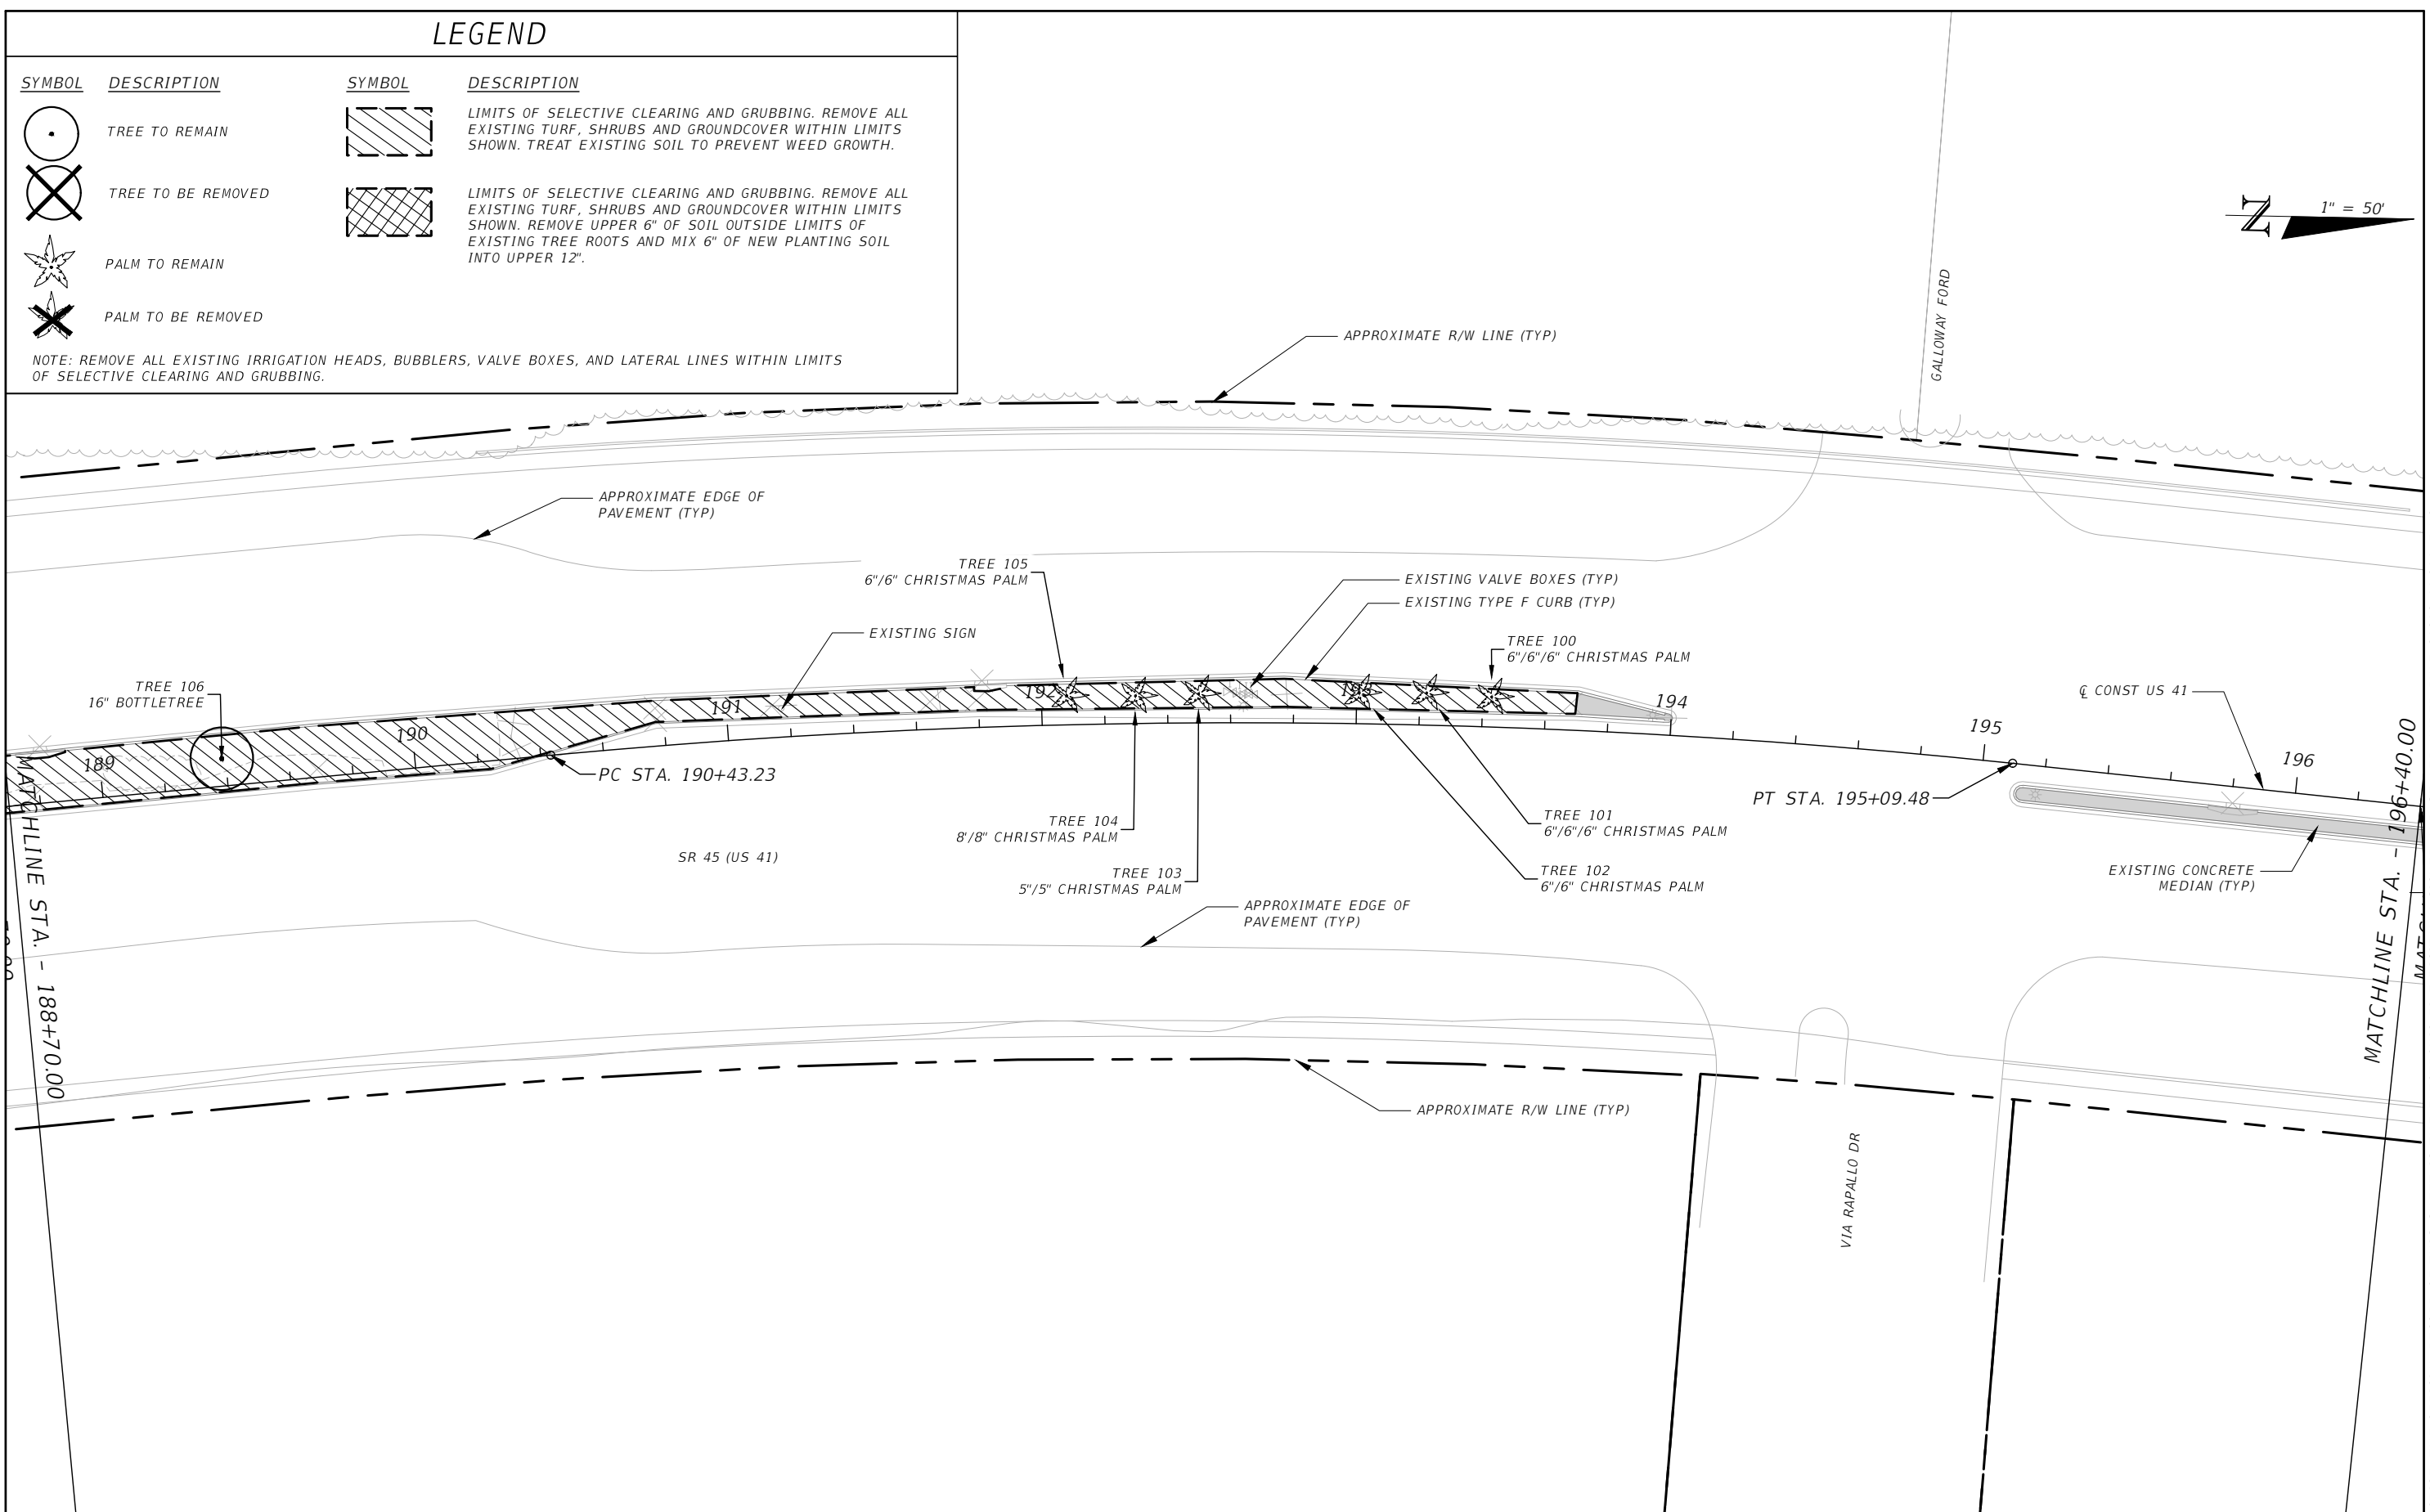 LEGEND
SYMBOL DESCRIPTION SYMBOL DESCRIPTION
TREE TO REMAIN
TREE TO BE REMOVED
PALM TO REMAIN
PALM TO BE REMOVED
LIMITS OF SELECTIVE CLEARING AND GRUBBING. REMOVE ALL
EXISTING TURF, SHRUBS AND GROUNDCOVER WITHIN LIMITS
SHOWN. TREAT EXISTING SOIL TO PREVENT WEED GROWTH.
LIMITS OF SELECTIVE CLEARING AND GRUBBING. REMOVE ALL
EXISTING TURF, SHRUBS AND GROUNDCOVER WITHIN LIMITS
SHOWN. REMOVE UPPER 6" OF SOIL OUTSIDE LIMITS OF
EXISTING TREE ROOTS AND MIX 6" OF NEW PLANTING SOIL
INTO UPPER 12".
NOTE: REMOVE ALL EXISTING IRRIGATION HEADS, BUBBLERS, VALVE BOXES, AND LATERAL LINES WITHIN LIMITS
OF SELECTIVE CLEARING AND GRUBBING.
N
1" = 50'
GALLOWAY FORD
APPROXIMATE R/W LINE (TYP)
APPROXIMATE EDGE OF
PAVEMENT (TYP)
TREE 105
6"/6" CHRISTMAS PALM
EXISTING VALVE BOXES (TYP)
EXISTING TYPE F CURB (TYP)
EXISTING SIGN
TREE 100
6"/6"/6" CHRISTMAS PALM
TREE 106
16" BOTTLETREE
189
190
191
192
193
194
195
196
℄ CONST US 41
PC STA. 190+43.23
PT STA. 195+09.48
TREE 104
8'/8" CHRISTMAS PALM
TREE 101
6"/6"/6" CHRISTMAS PALM
SR 45 (US 41)
TREE 103
5"/5" CHRISTMAS PALM
TREE 102
6"/6" CHRISTMAS PALM
EXISTING CONCRETE
MEDIAN (TYP)
APPROXIMATE EDGE OF
PAVEMENT (TYP)
MATCHLINE STA. - 188+70.00
MATCHLINE STA. - 196+40.00
APPROXIMATE R/W LINE (TYP)
VIA RAPALLO DR